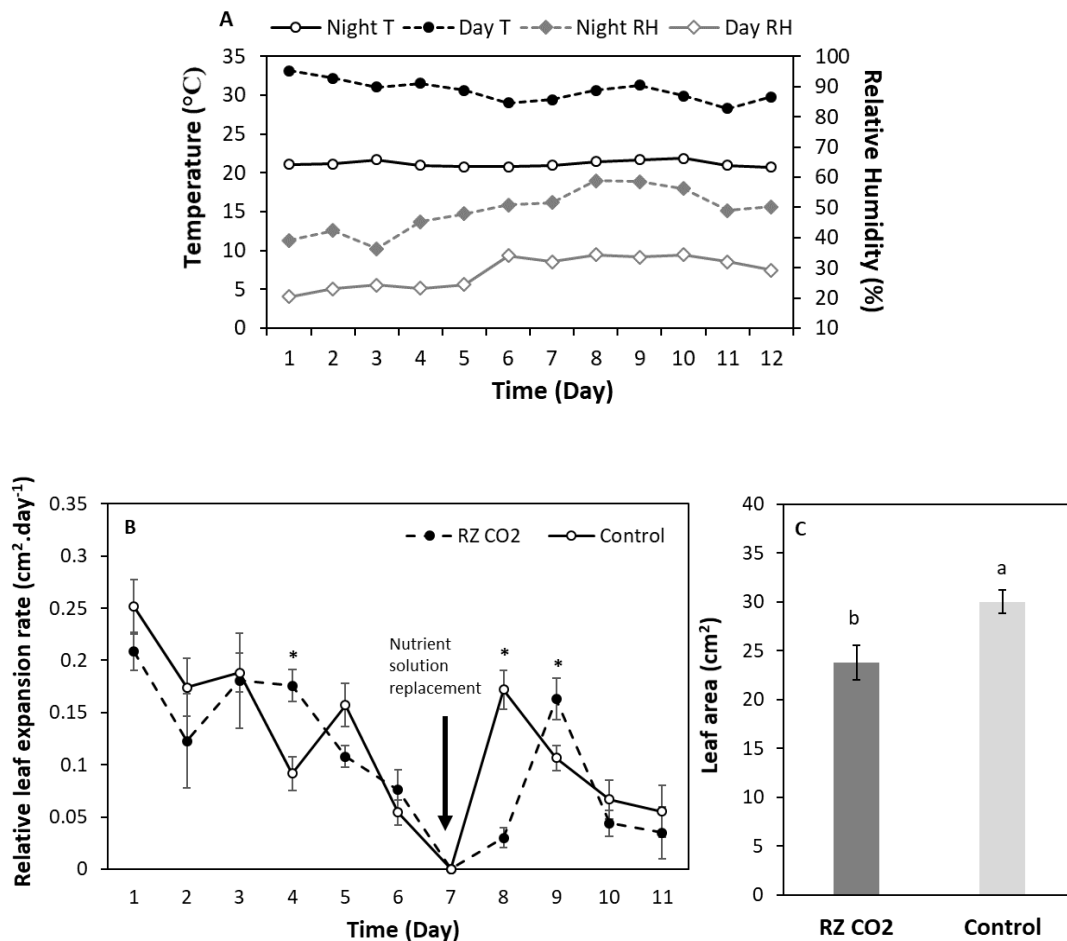 A
Night T Day T Night RH Day RH
35
30
25
20
15
10
5
0
Temperature (°C)
100
90
80
70
60
50
40
30
20
10
Relative Humidity (%)
1 2 3 4 5 6 7 8 9 10 11 12
Time (Day)
B
RZ CO2 Control
0.35
0.3
0.25
0.2
0.15
0.1
0.05
0
Relative leaf expansion rate (cm².day⁻¹)
Nutrient
solution
replacement
*
*
*
1 2 3 4 5 6 7 8 9 10 11
Time (Day)
C
40
35
30
25
20
15
10
5
0
Leaf area (cm²)
b
a
RZ CO2 Control